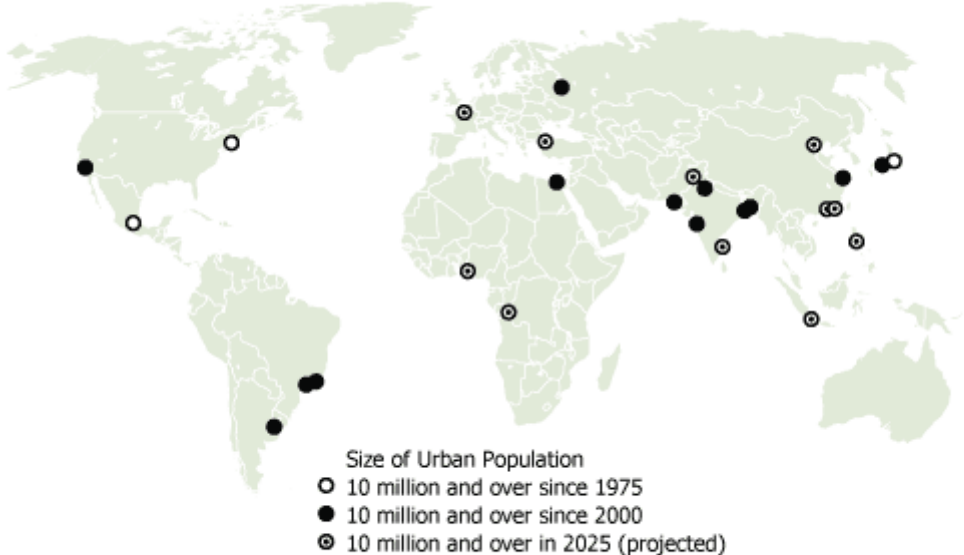 Size of Urban Population
10 million and over since 1975
10 million and over since 2000
10 million and over in 2025 (projected)